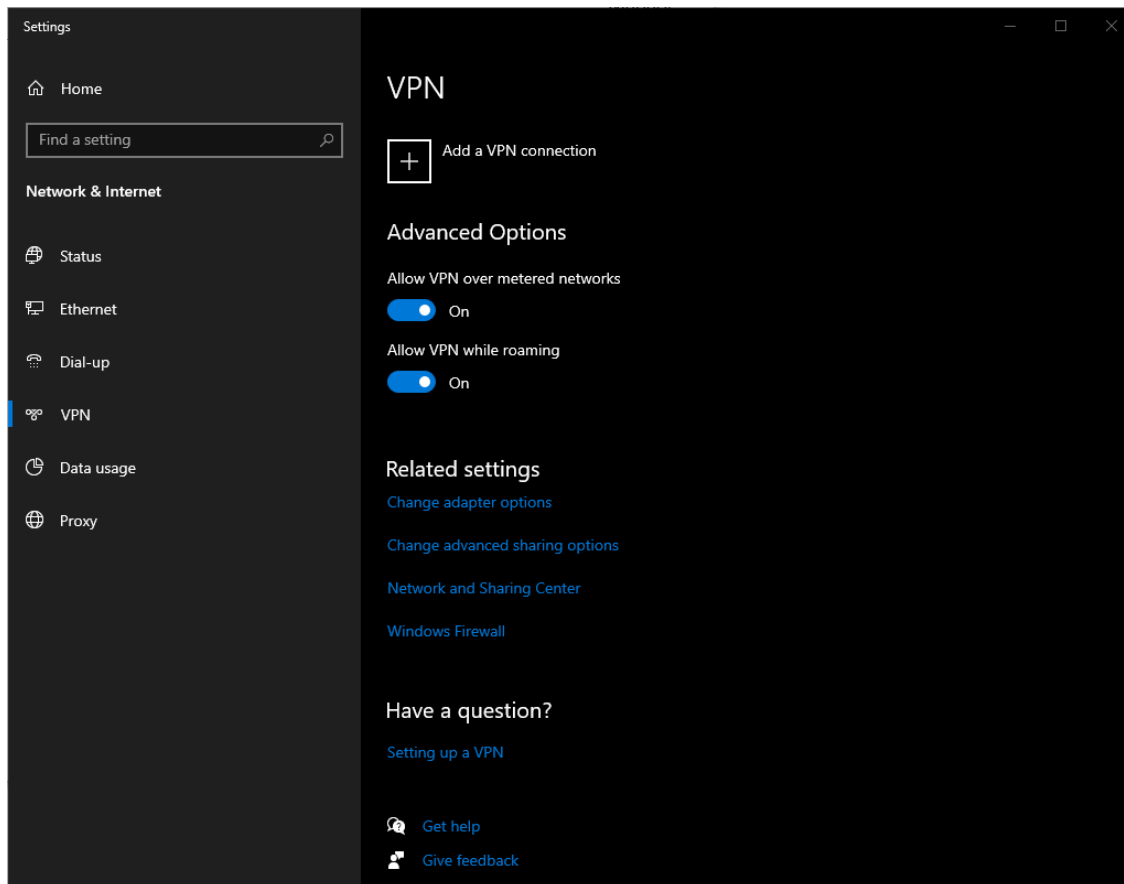 Settings
Home
Find a setting
Network & Internet
Status
Ethernet
Dial-up
VPN
Data usage
Proxy
VPN
Add a VPN connection
Advanced Options
Allow VPN over metered networks
On
Allow VPN while roaming
On
Related settings
Change adapter options
Change advanced sharing options
Network and Sharing Center
Windows Firewall
Have a question?
Setting up a VPN
Get help
Give feedback